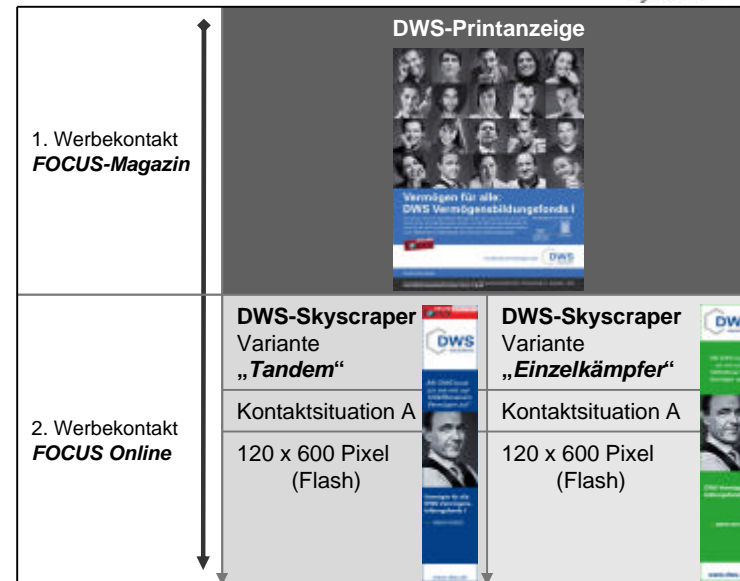 DWS-Printanzeige
Vermögen für alle:
DWS Vermögensbildungsfonds I
DWS
1. Werbekontakt
FOCUS-Magazin
DWS-Skyscraper
Variante
„Tandem“
Kontaktsituation A
120 x 600 Pixel
(Flash)
DWS
DWS-Skyscraper
Variante
„Einzelkämpfer“
Kontaktsituation A
120 x 600 Pixel
(Flash)
2. Werbekontakt
FOCUS Online